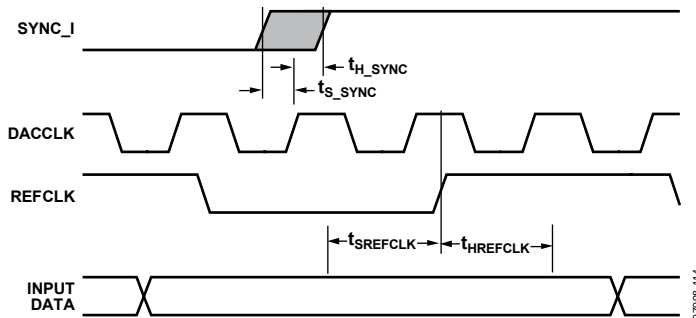 SYNC_I
tH_SYNC
tS_SYNC
DACCLK
REFCLK
tSREFCLK
tHREFCLK
INPUT
DATA